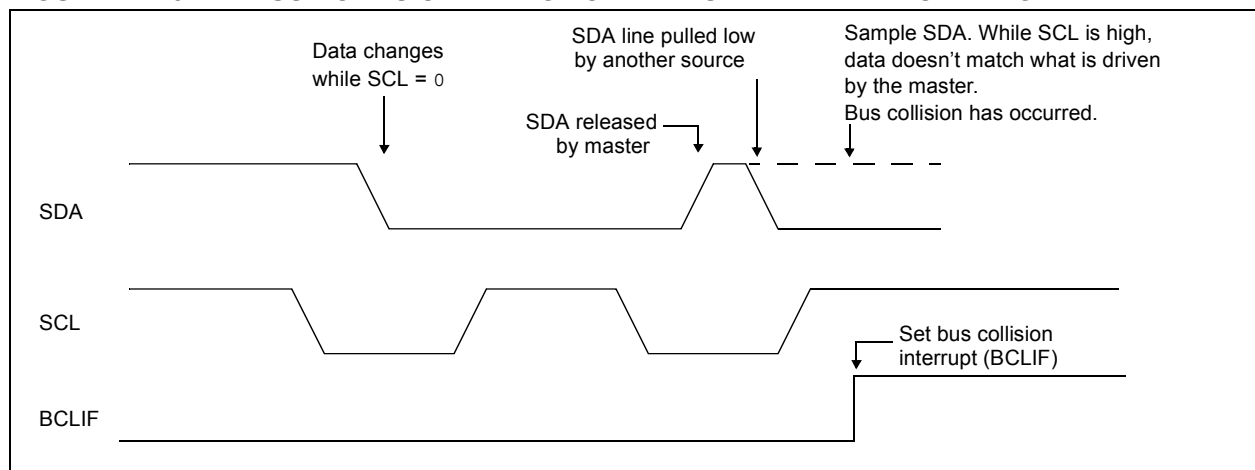 Data changes
while SCL = 0
SDA line pulled low
by another source
Sample SDA. While SCL is high,
data doesn't match what is driven
by the master.
Bus collision has occurred.
SDA released
by master
SDA
SCL
Set bus collision
interrupt (BCLIF)
BCLIF